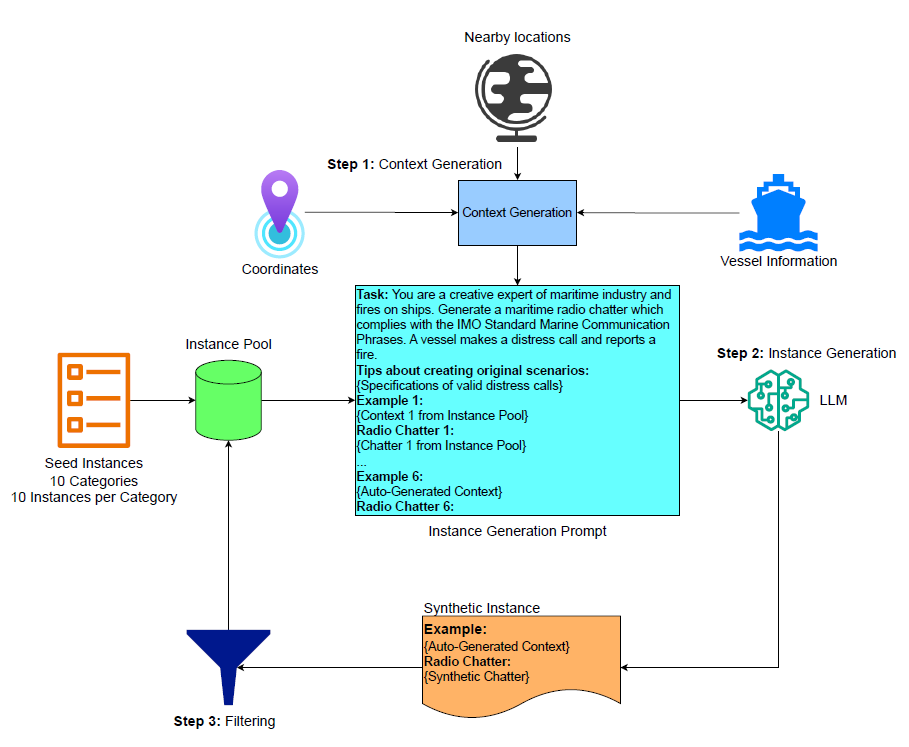 Nearby locations
Step 1: Context Generation
Context Generation
Coordinates
Vessel Information
Task: You are a creative expert of maritime industry and
fires on ships. Generate a maritime radio chatter which
complies with the IMO Standard Marine Communication
Phrases. A vessel makes a distress call and reports a
fire.
Tips about creating original scenarios:
{Specifications of valid distress calls}
Example 1:
{Context 1 from Instance Pool}
Radio Chatter 1:
{Chatter 1 from Instance Pool}
...
Example 6:
{Auto-Generated Context}
Radio Chatter 6:
Instance Generation Prompt
Instance Pool
Seed Instances
10 Categories
10 Instances per Category
Step 2: Instance Generation
LLM
Synthetic Instance
Example:
{Auto-Generated Context}
Radio Chatter:
{Synthetic Chatter}
Step 3: Filtering